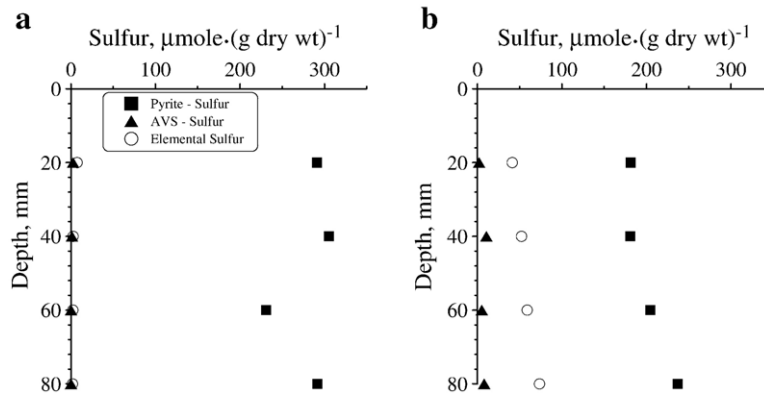 a
Sulfur, μmole·(g dry wt)⁻¹
0 100 200 300
0
20
40
60
80
Depth, mm
Pyrite - Sulfur
AVS - Sulfur
Elemental Sulfur
b
Sulfur, μmole·(g dry wt)⁻¹
0 100 200 300
0
20
40
60
80
Depth, mm